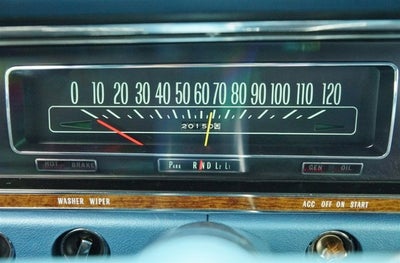 0 10 20 30 40 50 60 70 80 90 100 110 120
HOT BRAKE
PARK R N D L2 L1
GEN OIL
WASHER WIPER
ACC OFF ON START